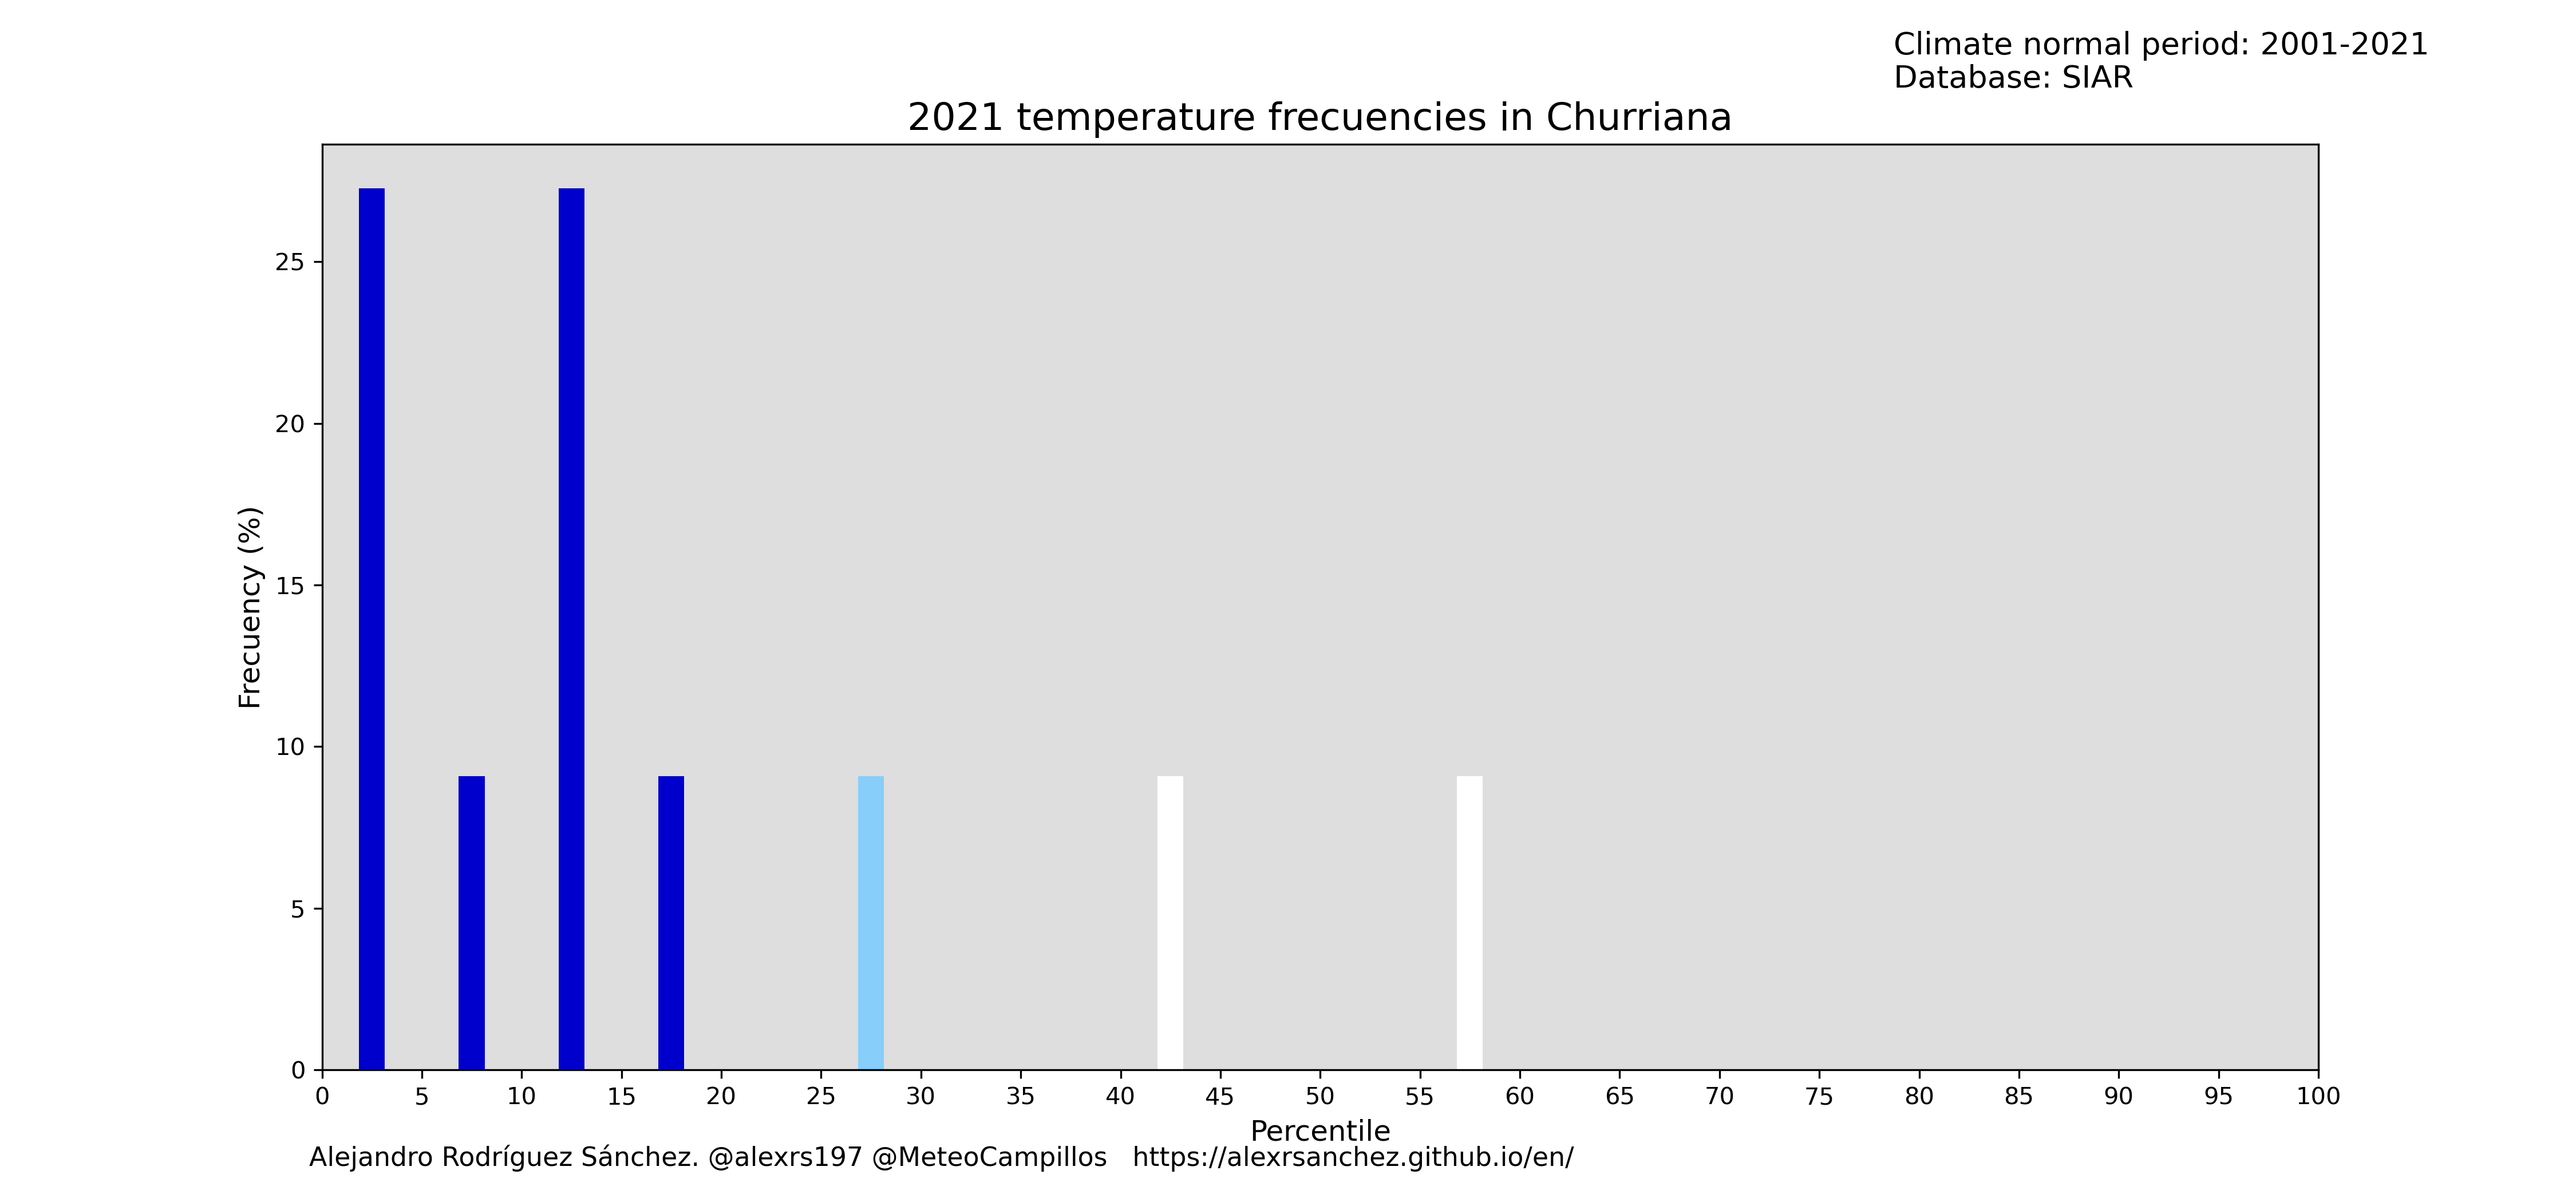 Climate normal period: 2001-2021
Database: SIAR
2021 temperature frecuencies in Churriana
Frecuency (%)
25
20
15
10
5
0
0 5 10 15 20 25 30 35 40 45 50 55 60 65 70 75 80 85 90 95 100
Percentile
Alejandro Rodríguez Sánchez. @alexrs197 @MeteoCampillos https://alexrsanchez.github.io/en/